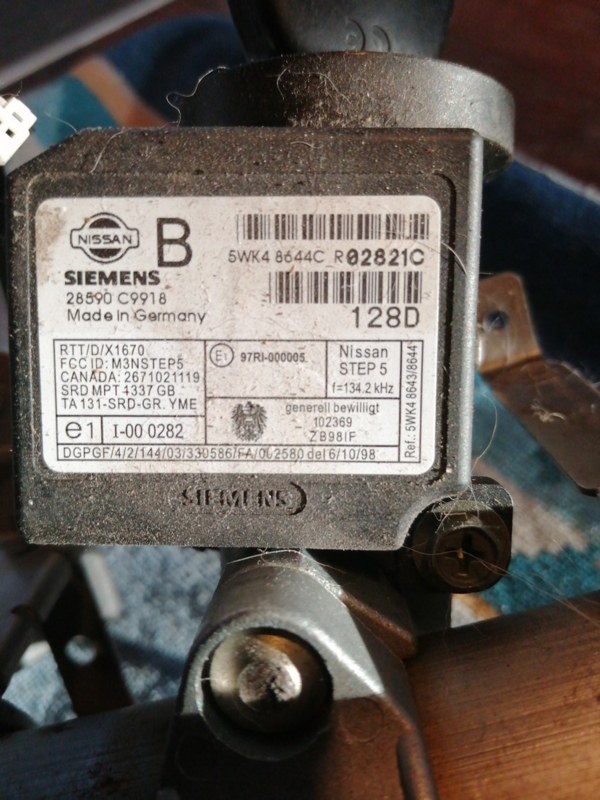 NISSAN
B
SIEMENS
28590 C9918
Made in Germany
5WK4 8644C_R02821C
128D
RTT/D/X1670
FCC ID: M3NSTEP5
CANADA: 2671021119
SRD MPT 4337 GB
TA 131-SRD-GR. YME
e1 I-00 0282
E1 97RI-000005
Nissan
STEP 5
f=134.2 kHz
generell bewilligt
102369
ZB98IF
DGPGF/4/2/144/03/330586/FA/002580 del 6/10/98
Ref.: 5WK4 8643/8644
SIEMENS